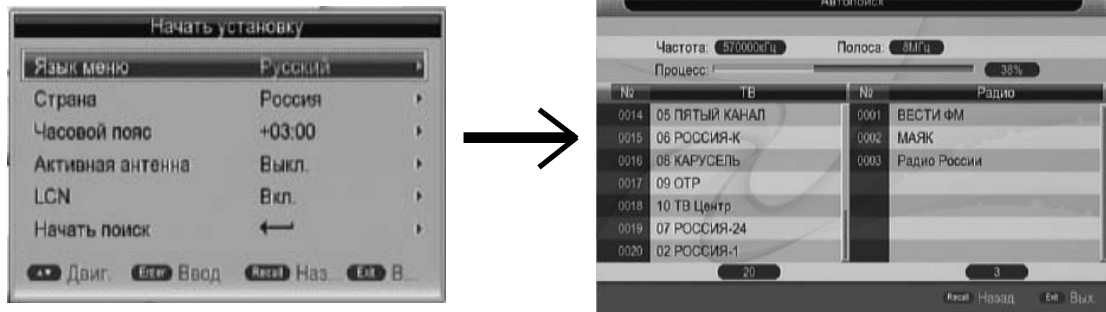 Начать установку
Язык меню Русский
Страна Россия
Часовой пояс +03:00
Активная антенна Выкл.
LCN Вкл.
Начать поиск
Двиг. Enter Ввод Recall Наз... Exit В...
Автопоиск
Частота: 570000кГц Полоса: 8МГц
Процесс: 38%
№ ТВ № Радио
0014 05 ПЯТЫЙ КАНАЛ 0001 ВЕСТИ ФМ
0015 06 РОССИЯ-К 0002 МАЯК
0016 08 КАРУСЕЛЬ 0003 Радио России
0017 09 ОТР
0018 10 ТВ Центр
0019 07 РОССИЯ-24
0020 02 РОССИЯ-1
20 3
Recall Назад Exit Вых